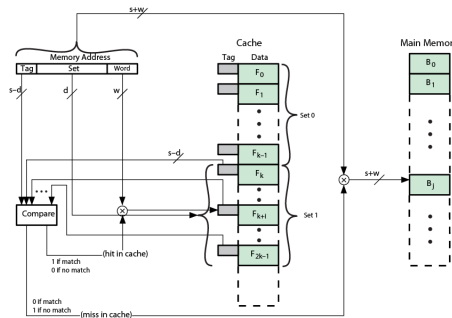 s+w
Cache
Main Memor
Memory Address
Tag Data
Tag Set Word
F0
B0
F1
B1
s–d d w
Set 0
s–d
Fk–1
Fk
s+w
Bj
Compare
Fk+i
Set 1
(hit in cache)
1 if match
0 if no match
F2k–1
0 if match
1 if no match
(miss in cache)